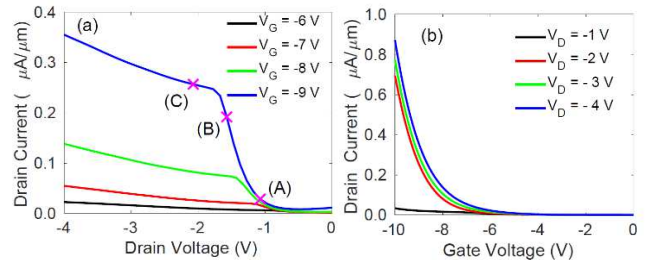 (a)
V_G = -6 V
V_G = -7 V
V_G = -8 V
V_G = -9 V
(C)
(B)
(A)
0.4
0.3
0.2
0.1
0.0
-4
-3
-2
-1
0
Drain Voltage (V)
Drain Current ( μA/μm)
(b)
V_D = -1 V
V_D = -2 V
V_D = - 3 V
V_D = - 4 V
1.0
0.8
0.6
0.4
0.2
0.0
-10
-8
-6
-4
-2
0
Gate Voltage (V)
Drain Current ( μA/μm)